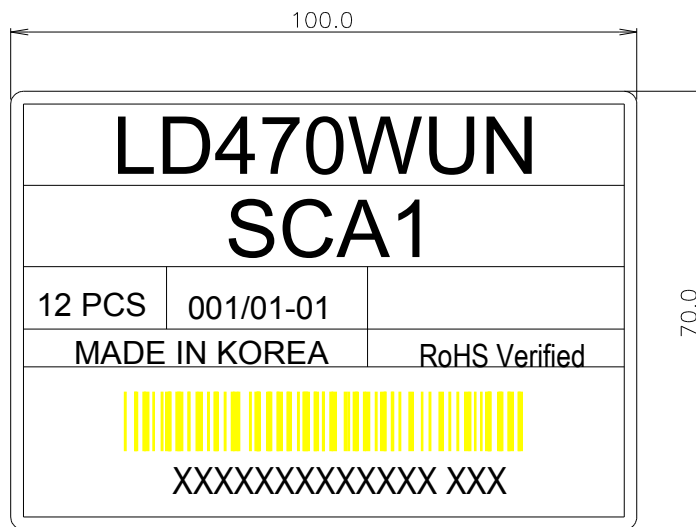 100.0
LD470WUN
SCA1
12 PCS 001/01-01
70.0
MADE IN KOREA RoHS Verified
XXXXXXXXXXXXX XXX